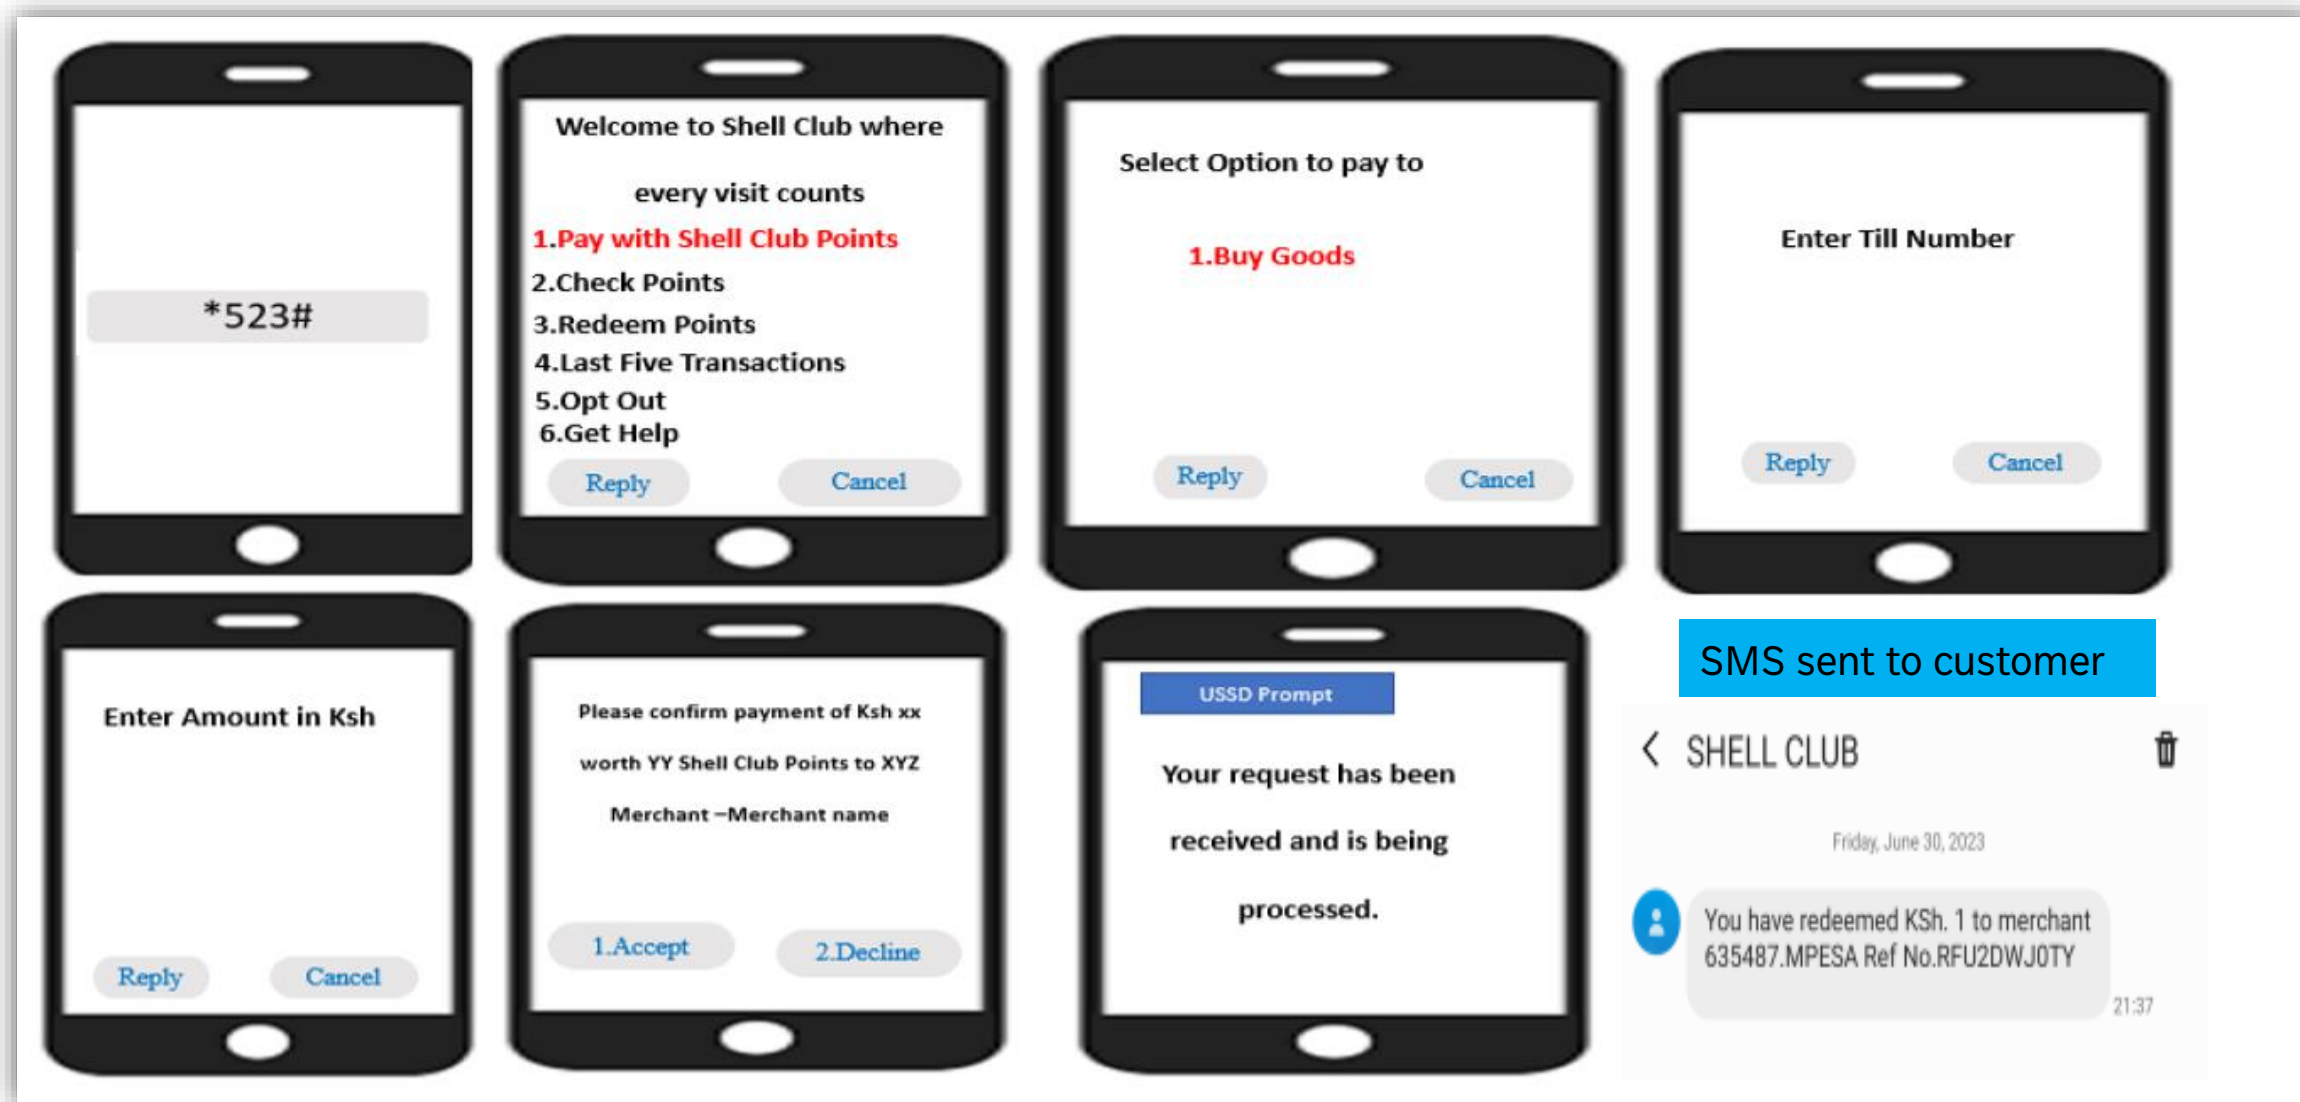 *523#
Welcome to Shell Club where
every visit counts
1.Pay with Shell Club Points
2.Check Points
3.Redeem Points
4.Last Five Transactions
5.Opt Out
6.Get Help
Reply
Cancel
Select Option to pay to
1.Buy Goods
Reply
Cancel
Enter Till Number
Reply
Cancel
Enter Amount in Ksh
Reply
Cancel
Please confirm payment of Ksh xx
worth YY Shell Club Points to XYZ
Merchant –Merchant name
1.Accept
2.Decline
USSD Prompt
Your request has been
received and is being
processed.
SMS sent to customer
SHELL CLUB
Friday, June 30, 2023
You have redeemed KSh. 1 to merchant
635487.MPESA Ref No.RFU2DWJ0TY
21:37